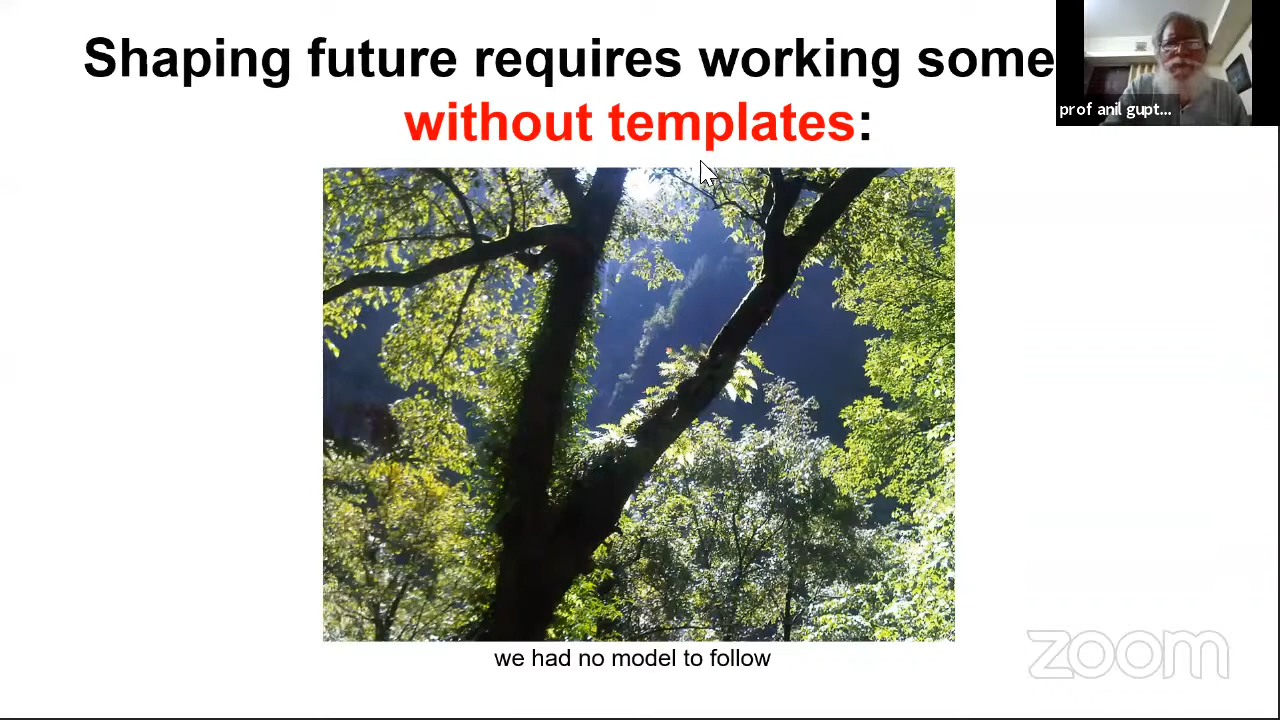 Shaping future requires working some
without templates:
prof anil gupt...
we had no model to follow
zoom